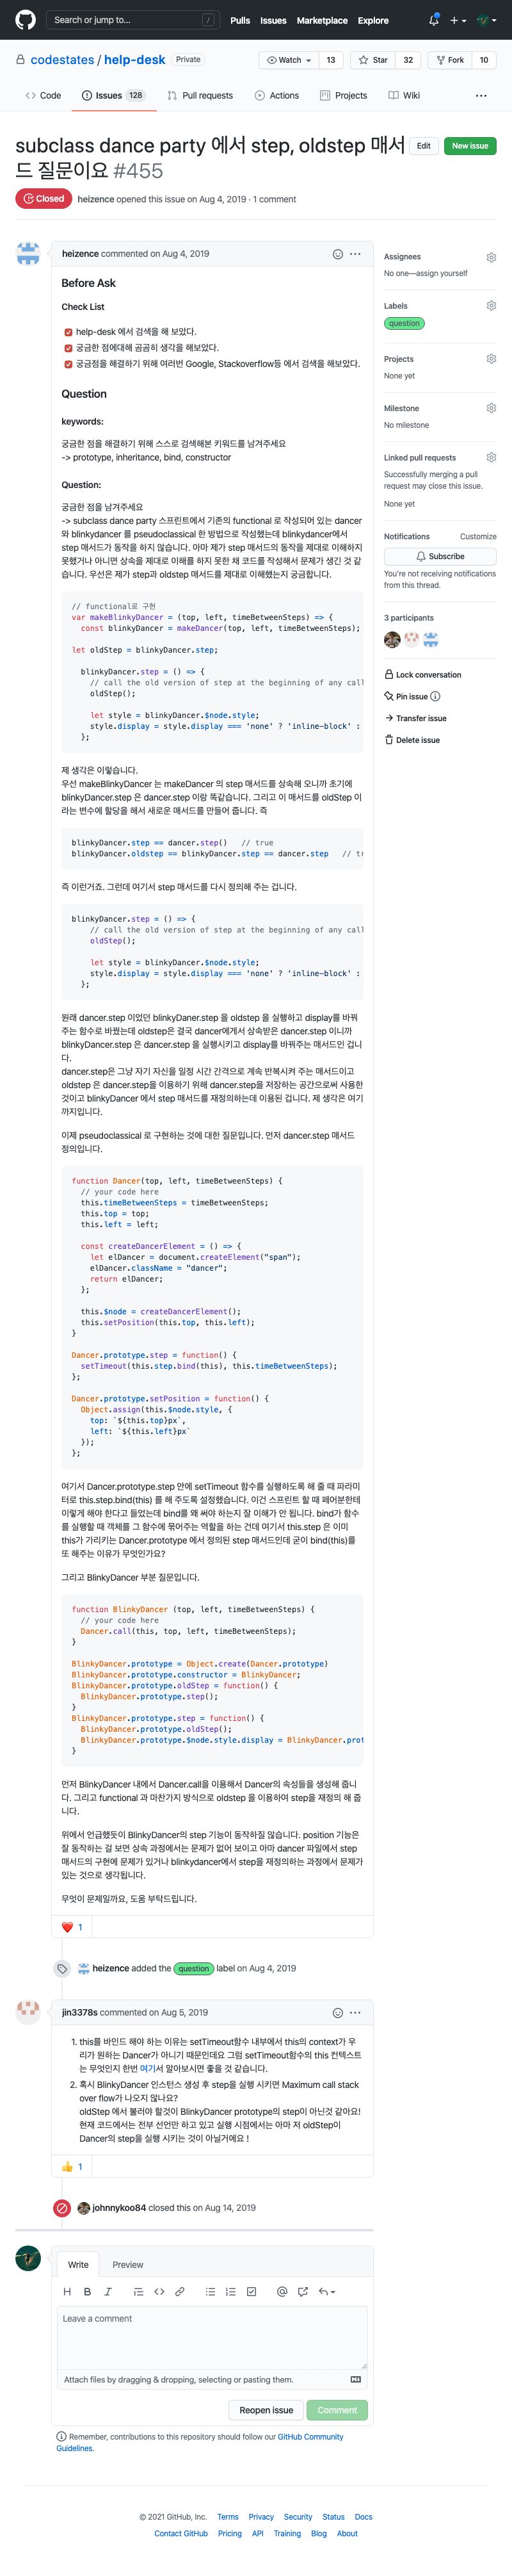 Search or jump to...
/
Pulls Issues Marketplace Explore
codestates / help-desk Private
Watch 13 Star 32 Fork 10
Code Issues 128 Pull requests Actions Projects Wiki
subclass dance party 에서 step, oldstep 매서
드 질문이요 #455
Edit New issue
Closed heizence opened this issue on Aug 4, 2019 · 1 comment
heizence commented on Aug 4, 2019
Before Ask
Check List
help-desk 에서 검색을 해 보았다.
궁금한 점에대해 곰곰히 생각을 해보았다.
궁금점을 해결하기 위해 여러번 Google, Stackoverflow등 에서 검색을 해보았다.
Question
keywords:
궁금한 점을 해결하기 위해 스스로 검색해본 키워드를 남겨주세요
-> prototype, inheritance, bind, constructor
Question:
궁금한 점을 남겨주세요
-> subclass dance party 스프린트에서 기존의 functional 로 작성되어 있는 dancer
와 blinkydancer 를 pseudoclassical 한 방법으로 작성했는데 blinkydancer에서
step 매서드가 동작을 하지 않습니다. 아마 제가 step 매서드의 동작을 제대로 이해하지
못했거나 아니면 상속을 제대로 이해를 하지 못한 채 코드를 작성해서 문제가 생긴 것 같
습니다. 우선은 제가 step과 oldstep 매서드를 제대로 이해했는지 궁금합니다.
// functional로 구현
var makeBlinkyDancer = (top, left, timeBetweenSteps) => {
const blinkyDancer = makeDancer(top, left, timeBetweenSteps);
let oldStep = blinkyDancer.step;
blinkyDancer.step = () => {
// call the old version of step at the beginning of any call
oldStep();
let style = blinkyDancer.$node.style;
style.display = style.display === 'none' ? 'inline-block' :
};
제 생각은 이렇습니다.
우선 makeBlinkyDancer 는 makeDancer 의 step 매서드를 상속해 오니까 초기에
blinkyDancer.step 은 dancer.step 이랑 똑같습니다. 그리고 이 매서드를 oldStep 이
라는 변수에 할당을 해서 새로운 매서드를 만들어 줍니다. 즉
blinkyDancer.step == dancer.step() // true
blinkyDancer.oldstep == blinkyDancer.step == dancer.step // tr
즉 이런거죠. 그런데 여기서 step 매서드를 다시 정의해 주는 겁니다.
blinkyDancer.step = () => {
// call the old version of step at the beginning of any call
oldStep();
let style = blinkyDancer.$node.style;
style.display = style.display === 'none' ? 'inline-block' :
};
원래 dancer.step 이었던 blinkyDaner.step 을 oldstep 을 실행하고 display를 바꿔
주는 함수로 바꿨는데 oldstep은 결국 dancer에게서 상속받은 dancer.step 이니까
blinkyDancer.step 은 dancer.step 을 실행시키고 display를 바꿔주는 매서드인 겁니
다.
dancer.step은 그냥 자기 자신을 일정 시간 간격으로 계속 반복시켜 주는 매서드이고
oldstep 은 dancer.step을 이용하기 위해 dancer.step을 저장하는 공간으로써 사용한
것이고 blinkyDancer 에서 step 매서드를 재정의하는데 이용된 겁니다. 제 생각은 여기
까지입니다.
이제 pseudoclassical 로 구현하는 것에 대한 질문입니다. 먼저 dancer.step 매서드
정의입니다.
function Dancer(top, left, timeBetweenSteps) {
// your code here
this.timeBetweenSteps = timeBetweenSteps;
this.top = top;
this.left = left;
const createDancerElement = () => {
let elDancer = document.createElement("span");
elDancer.className = "dancer";
return elDancer;
};
this.$node = createDancerElement();
this.setPosition(this.top, this.left);
}
Dancer.prototype.step = function() {
setTimeout(this.step.bind(this), this.timeBetweenSteps);
};
Dancer.prototype.setPosition = function() {
Object.assign(this.$node.style, {
top: `${this.top}px`,
left: `${this.left}px`
});
};
여기서 Dancer.prototype.step 안에 setTimeout 함수를 실행하도록 해 줄 때 파라미
터로 this.step.bind(this) 를 해 주도록 설정했습니다. 이건 스프린트 할 때 페어분한테
이렇게 해야 한다고 들었는데 bind를 왜 써야 하는지 잘 이해가 안 됩니다. bind가 함수
를 실행할 때 객체를 그 함수에 묶어주는 역할을 하는 건데 여기서 this.step 은 이미
this가 가리키는 Dancer.prototype 에서 정의된 step 매서드인데 굳이 bind(this)를
또 해주는 이유가 무엇인가요?
그리고 BlinkyDancer 부분 질문입니다.
function BlinkyDancer (top, left, timeBetweenSteps) {
// your code here
Dancer.call(this, top, left, timeBetweenSteps);
}
BlinkyDancer.prototype = Object.create(Dancer.prototype)
BlinkyDancer.prototype.constructor = BlinkyDancer;
BlinkyDancer.prototype.oldStep = function() {
BlinkyDancer.prototype.step();
}
BlinkyDancer.prototype.step = function() {
BlinkyDancer.prototype.oldStep();
BlinkyDancer.prototype.$node.style.display = BlinkyDancer.prot
}
먼저 BlinkyDancer 내에서 Dancer.call을 이용해서 Dancer의 속성들을 생성해 줍니
다. 그리고 functional 과 마찬가지 방식으로 oldstep 을 이용하여 step을 재정의 해 줍
니다.
위에서 언급했듯이 BlinkyDancer의 step 기능이 동작하질 않습니다. position 기능은
잘 동작하는 걸 보면 상속 과정에서는 문제가 없어 보이고 아마 dancer 파일에서 step
매서드의 구현에 문제가 있거나 blinkydancer에서 step을 재정의하는 과정에서 문제가
있는 것으로 생각됩니다.
무엇이 문제일까요, 도움 부탁드립니다.
1
heizence added the question label on Aug 4, 2019
jin3378s commented on Aug 5, 2019
1. this를 바인드 해야 하는 이유는 setTimeout함수 내부에서 this의 context가 우
리가 원하는 Dancer가 아니기 때문인데요 그럼 setTimeout함수의 this 컨텍스트
는 무엇인지 한번 여기서 알아보시면 좋을 것 같습니다.
2. 혹시 BlinkyDancer 인스턴스 생성 후 step을 실행 시키면 Maximum call stack
over flow가 나오지 않나요?
oldStep 에서 불러야 할것이 BlinkyDancer prototype의 step이 아닌것 같아요!
현재 코드에서는 전부 선언만 하고 있고 실행 시점에서는 아마 저 oldStep이
Dancer의 step을 실행 시키는 것이 아닐거에요 !
1
johnnykoo84 closed this on Aug 14, 2019
Write Preview
Leave a comment
Attach files by dragging & dropping, selecting or pasting them.
Reopen issue Comment
Remember, contributions to this repository should follow our GitHub Community
Guidelines.
Assignees
No one—assign yourself
Labels
question
Projects
None yet
Milestone
No milestone
Linked pull requests
Successfully merging a pull
request may close this issue.
None yet
Notifications Customize
Subscribe
You're not receiving notifications
from this thread.
3 participants
Lock conversation
Pin issue
Transfer issue
Delete issue
© 2021 GitHub, Inc. Terms Privacy Security Status Docs
Contact GitHub Pricing API Training Blog About